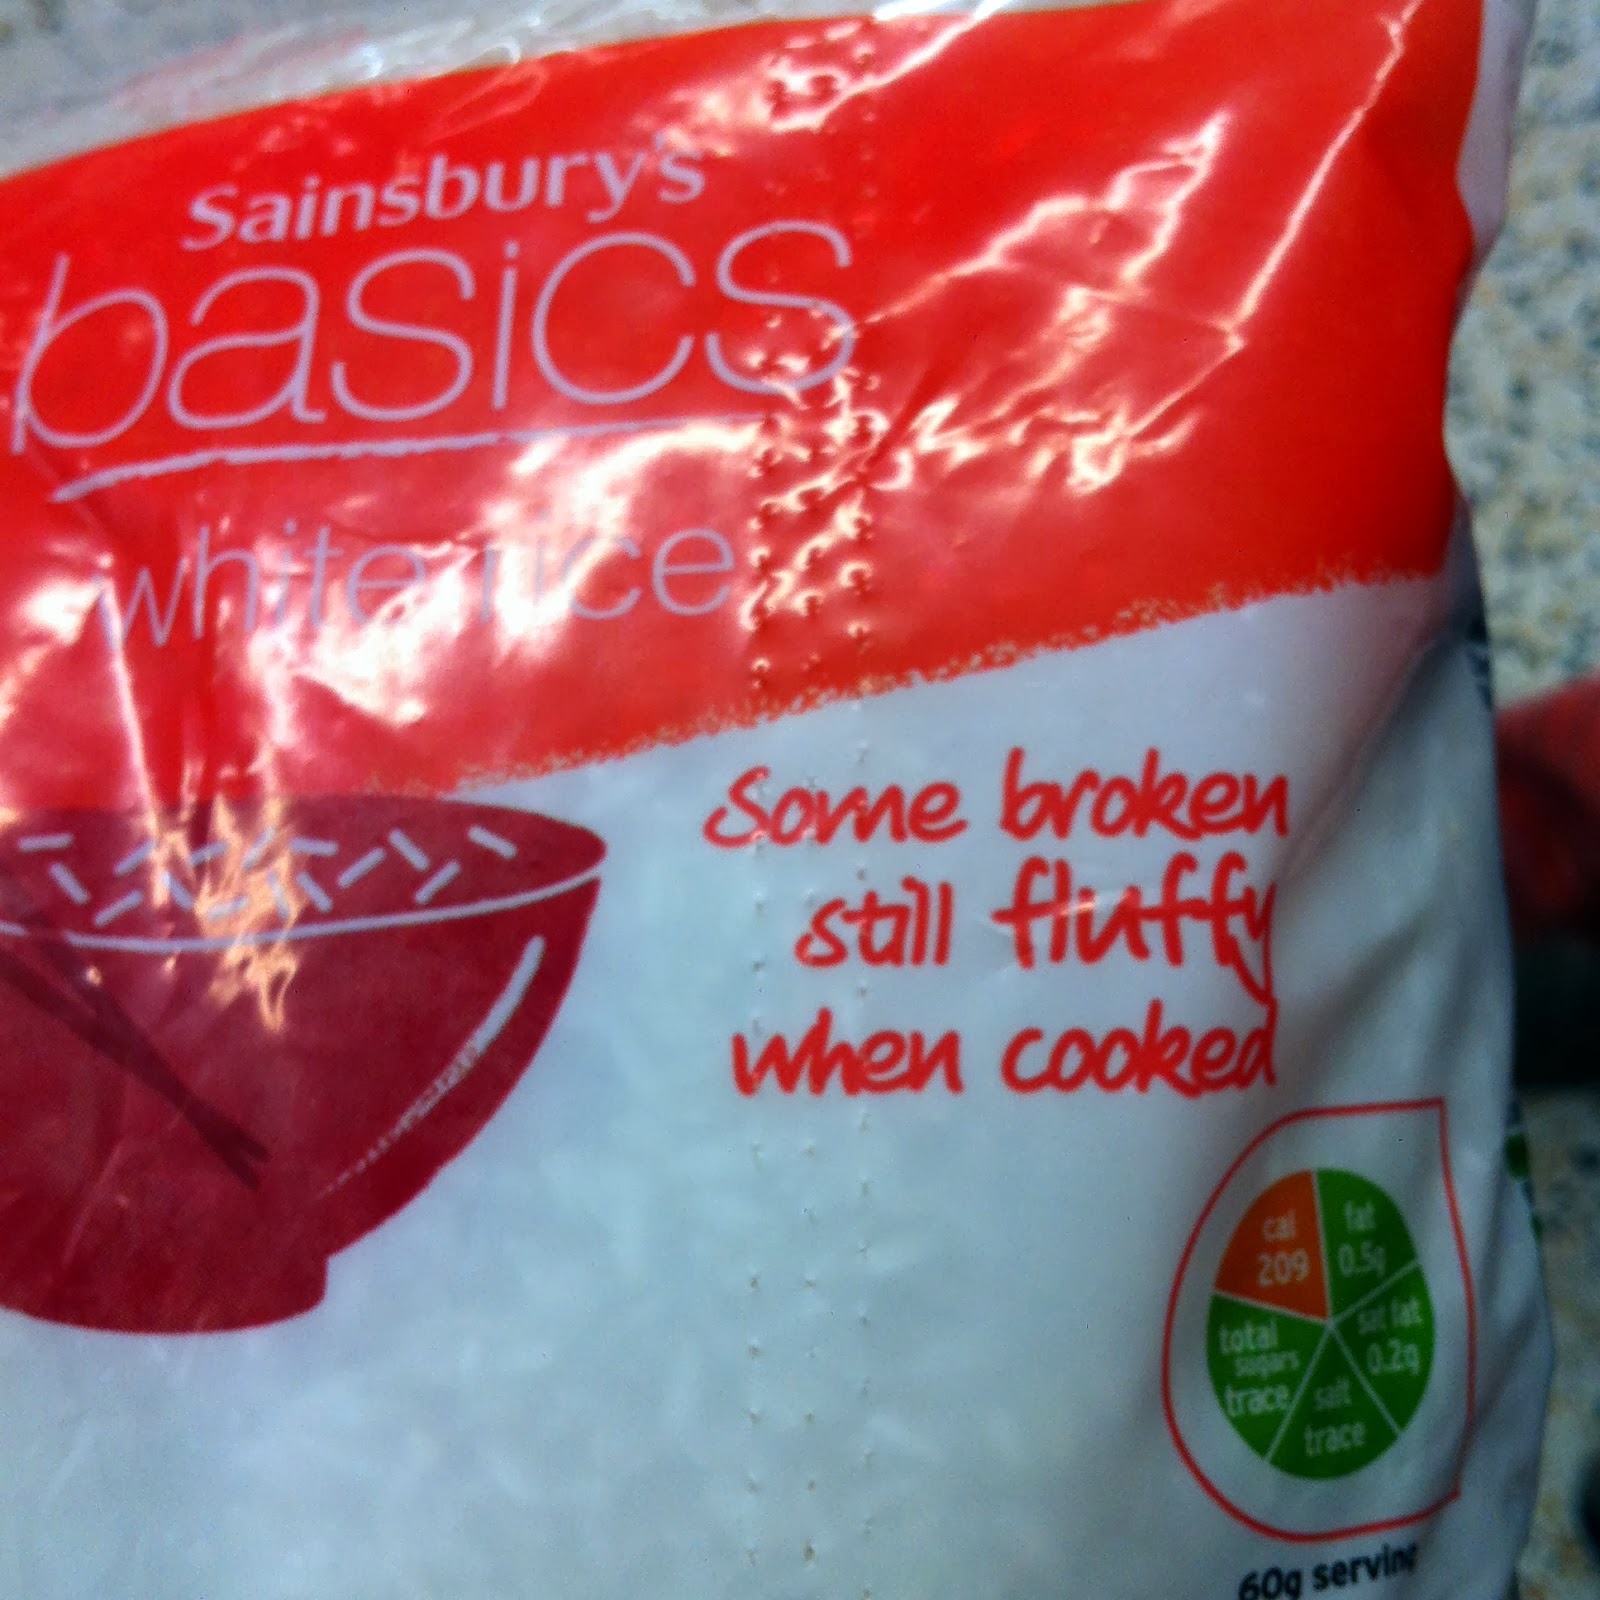 Sainsbury's
basics
white rice
Some broken
still fluffy
when cooked
cal
209
fat
0.5g
sat fat
0.2g
salt
trace
total
sugars
trace
60g serving